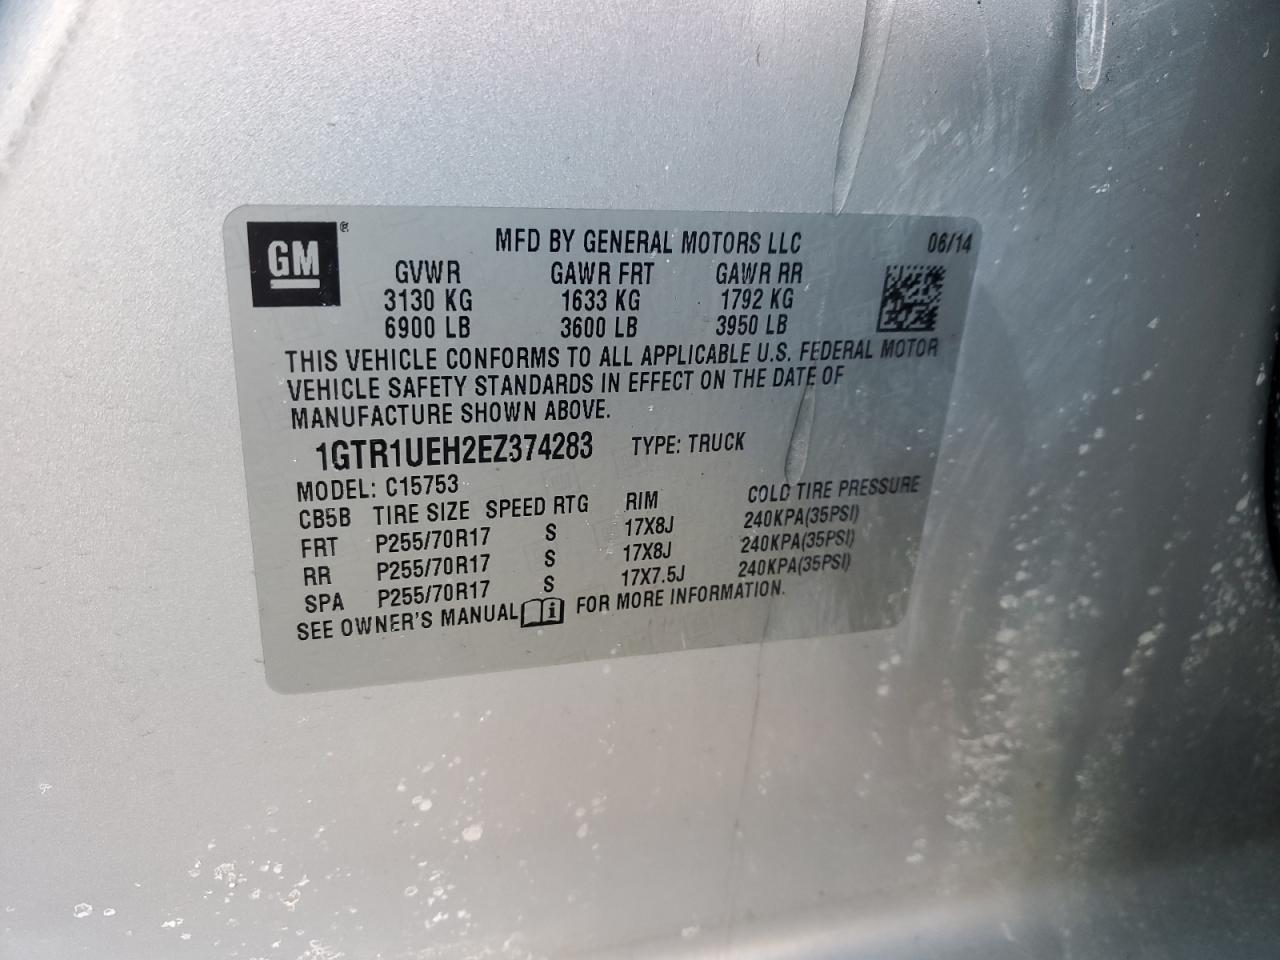 GM ®
MFD BY GENERAL MOTORS LLC 06/14
GVWR GAWR FRT GAWR RR
3130 KG 1633 KG 1792 KG
6900 LB 3600 LB 3950 LB
THIS VEHICLE CONFORMS TO ALL APPLICABLE U.S. FEDERAL MOTOR
VEHICLE SAFETY STANDARDS IN EFFECT ON THE DATE OF
MANUFACTURE SHOWN ABOVE.
1GTR1UEH2EZ374283 TYPE: TRUCK
MODEL: C15753
CB5B TIRE SIZE SPEED RTG RIM COLD TIRE PRESSURE
FRT P255/70R17 S 17X8J 240KPA(35PSI)
RR P255/70R17 S 17X8J 240KPA(35PSI)
SPA P255/70R17 S 17X7.5J 240KPA(35PSI)
SEE OWNER'S MANUAL i FOR MORE INFORMATION.